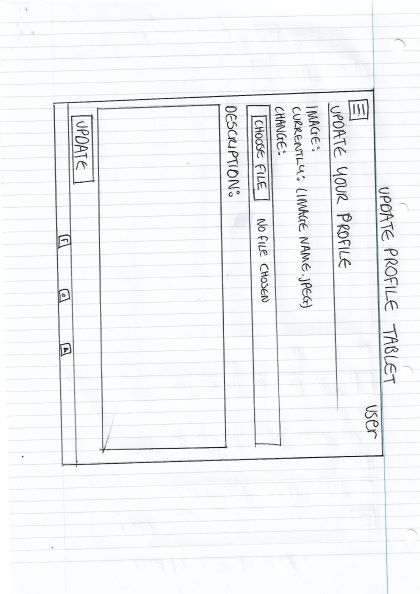 UPDATE PROFILE TABLET
user
UPDATE YOUR PROFILE
IMAGE:
CURRENTLY: (IMAGE NAME.JPEG)
CHANGE:
CHOOSE FILE NO FILE CHOSEN
DESCRIPTION:
UPDATE